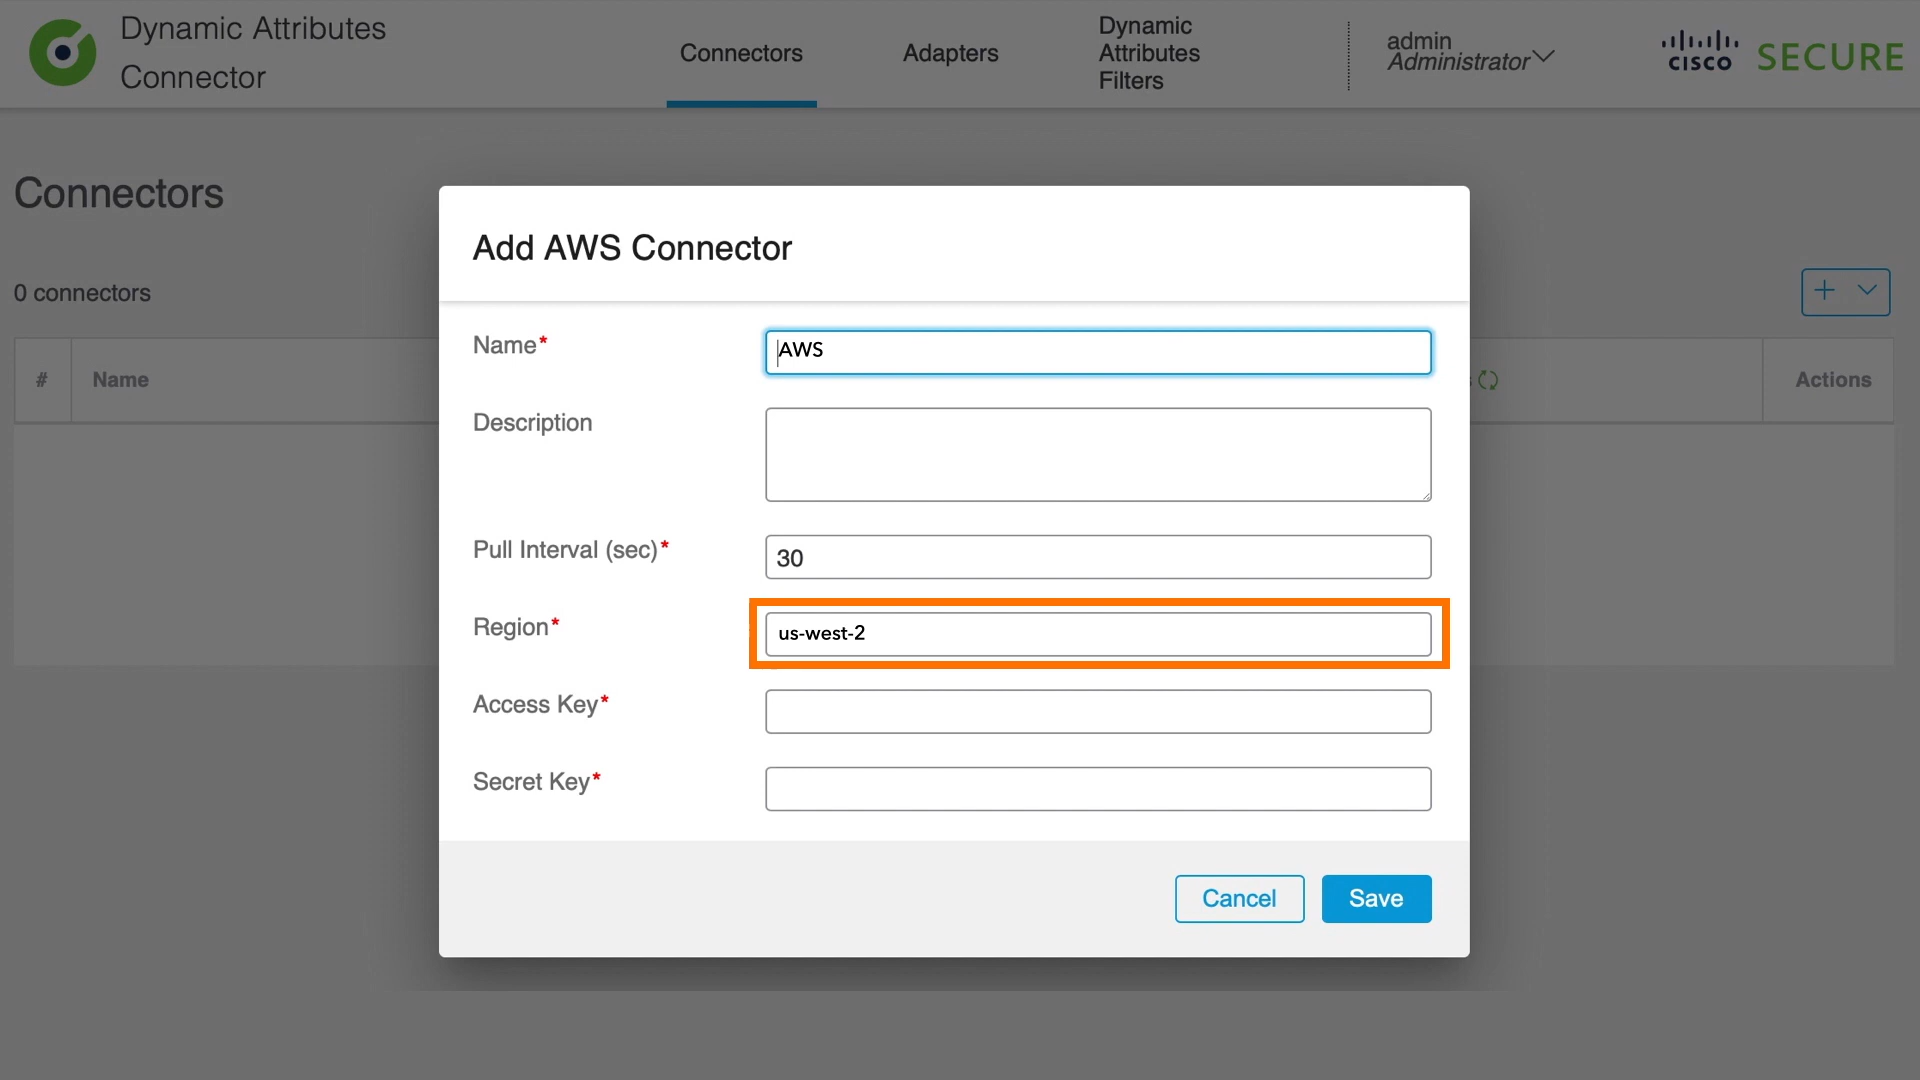 Dynamic Attributes
Connector
Connectors
Adapters
Dynamic
Attributes
Filters
admin
Administrator
CISCO SECURE
Connectors
0 connectors
# Name Actions
Add AWS Connector
Name* AWS
Description
Pull Interval (sec)* 30
Region* us-west-2
Access Key*
Secret Key*
Cancel Save